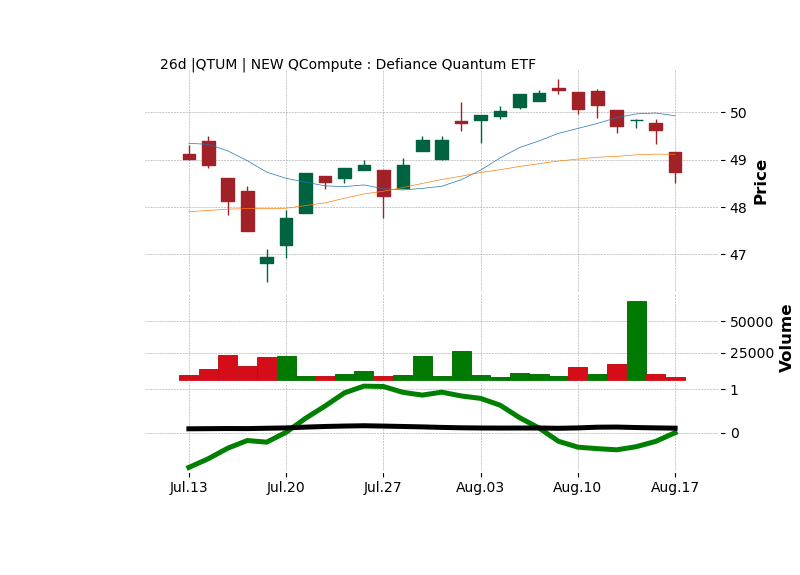 26d |QTUM | NEW QCompute : Defiance Quantum ETF
50
49
48
47
Price
50000
25000
Volume
1
0
Jul.13 Jul.20 Jul.27 Aug.03 Aug.10 Aug.17